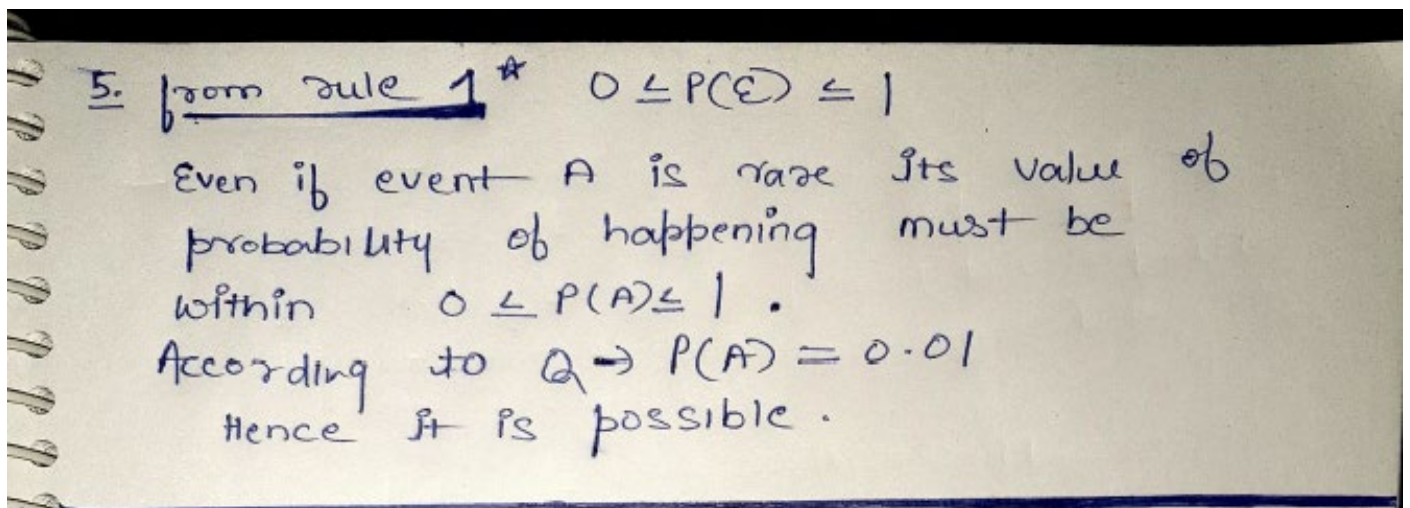 5. from rule 1* 0 ≤ P(E) ≤ 1
Even if event A is rare its value of
probability of happening must be
within 0 ≤ P(A) ≤ 1 .
According to Q → P(A) = 0.01
Hence it is possible .